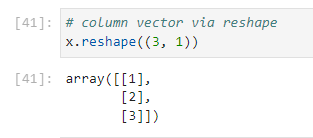 [41]: # column vector via reshape
x.reshape((3, 1))
[41]: array([[1],
[2],
[3]])